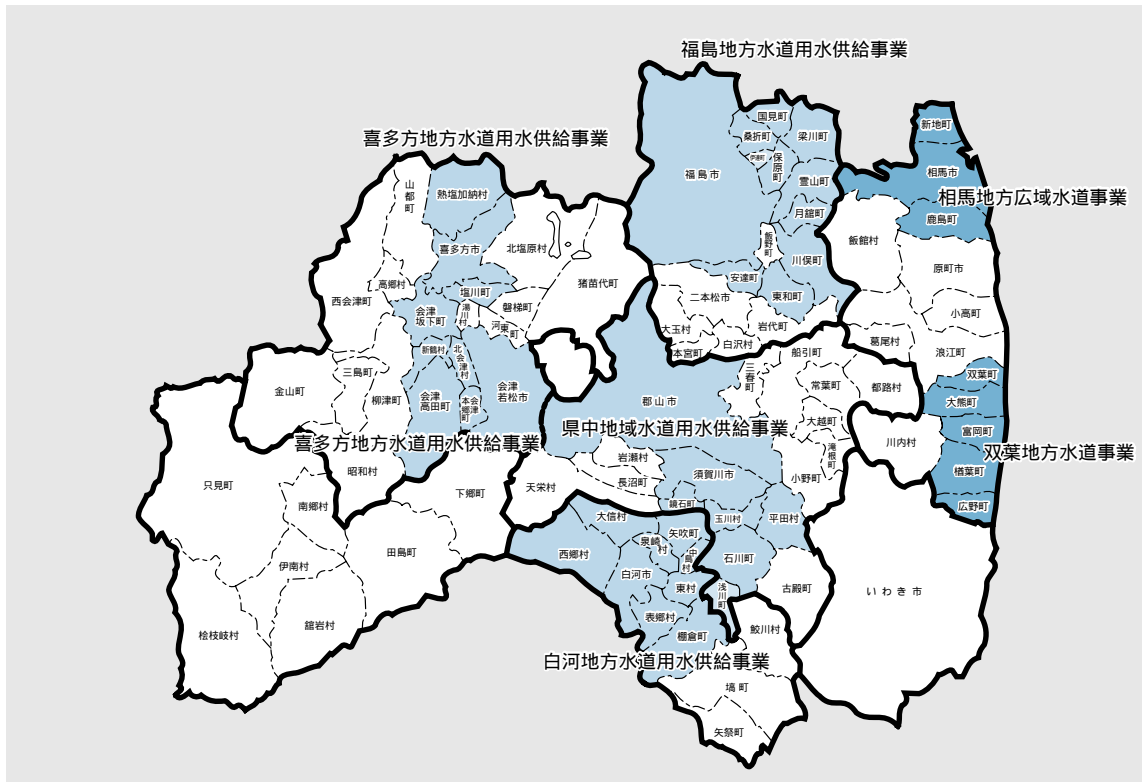 福島地方水道用水供給事業
国見町
桑折町
梁川町
伊達町
保原町
霊山町
月舘町
福島市
飯野町
川俣町
安達町
東和町
二本松市
岩代町
大玉村
白沢村
本宮町
新地町
相馬市
相馬地方広域水道事業
鹿島町
飯館村
原町市
小高町
葛尾村
浪江町
双葉町
大熊町
富岡町
双葉地方水道事業
楢葉町
広野町
川内村
都路村
いわき市
喜多方地方水道用水供給事業
山都町
熱塩加納村
喜多方市
北塩原村
猪苗代町
高郷村
西会津町
塩川町
磐梯町
会津
坂下町
湯川村
河東町
新鶴村
北会津村
三島町
金山町
柳津町
会津
高田町
会津本郷町
会津
若松市
喜多方地方水道用水供給事業
昭和村
只見町
南郷村
下郷町
田島町
伊南村
舘岩村
桧枝岐村
船引町
三春町
常葉町
大越町
滝根町
小野町
郡山市
県中地域水道用水供給事業
岩瀬村
長沼町
天栄村
須賀川市
鏡石町
玉川村
平田村
石川町
浅川町
古殿町
大信村
矢吹町
泉崎村
中島村
西郷村
白河市
東村
表郷村
棚倉町
白河地方水道用水供給事業
鮫川村
塙町
矢祭町